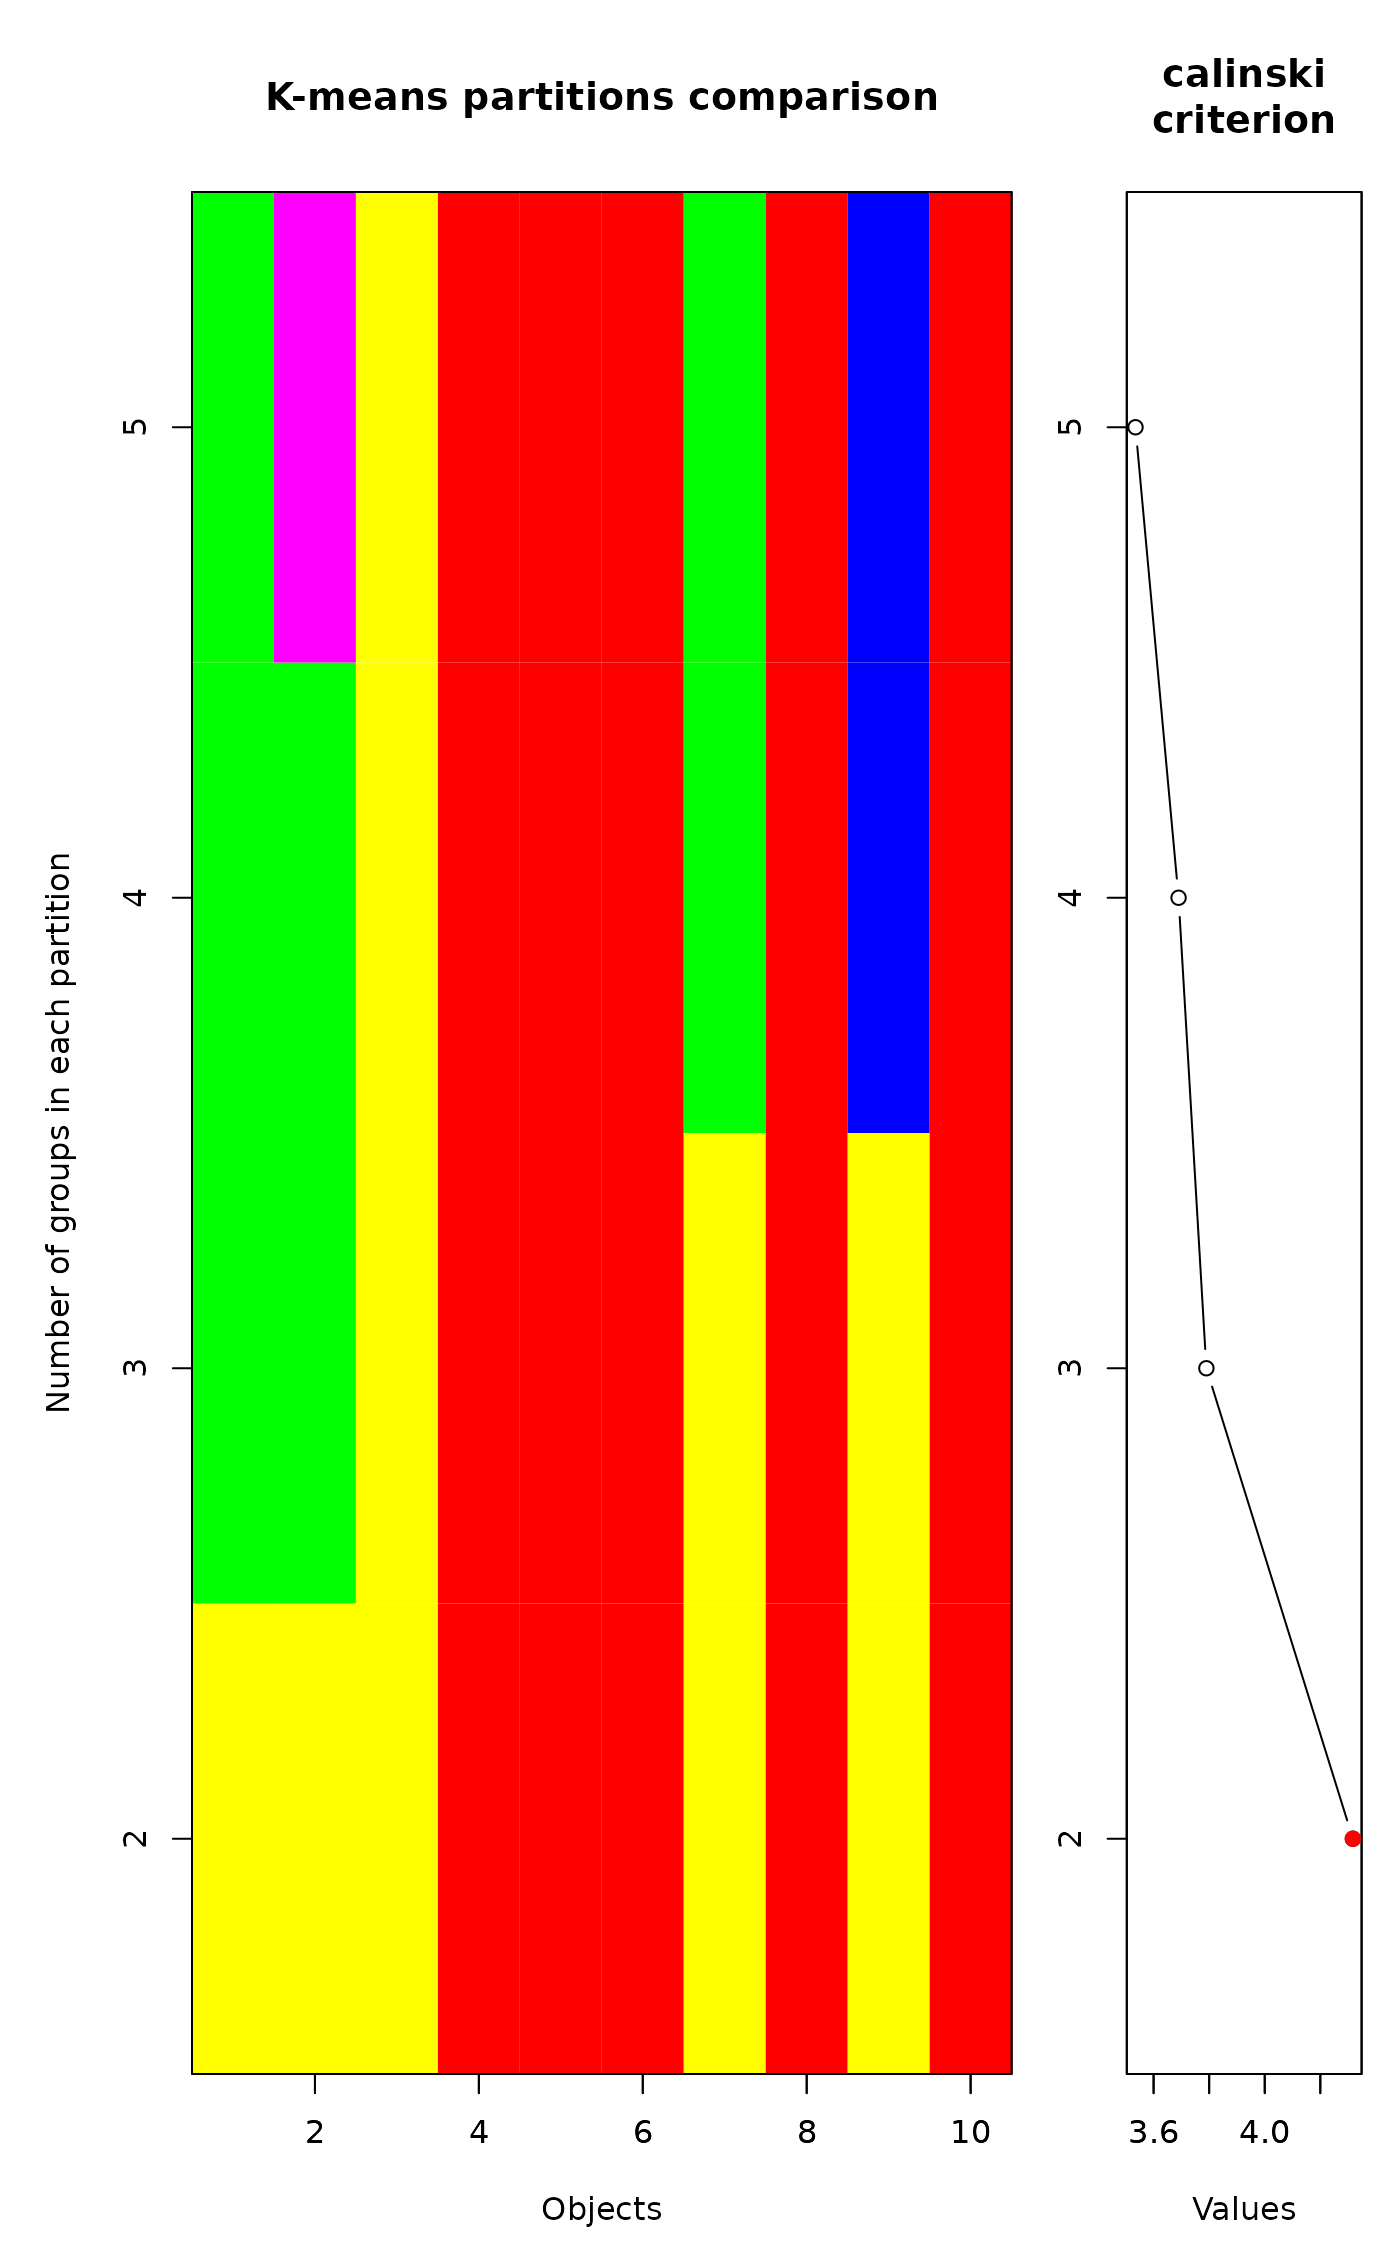 K-means partitions comparison
calinski
criterion
Number of groups in each partition
5
4
3
2
2 4 6 8 10
Objects
5
4
3
2
3.6 4.0
Values